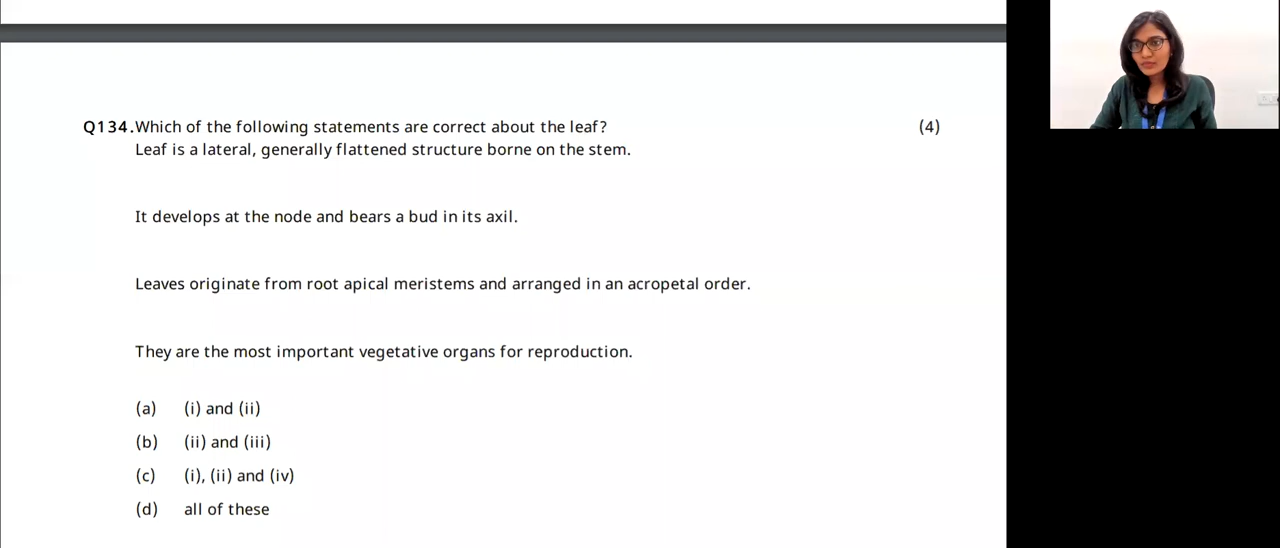 Q134. Which of the following statements are correct about the leaf? (4)
Leaf is a lateral, generally flattened structure borne on the stem.
It develops at the node and bears a bud in its axil.
Leaves originate from root apical meristems and arranged in an acropetal order.
They are the most important vegetative organs for reproduction.
(a) (i) and (ii)
(b) (ii) and (iii)
(c) (i), (ii) and (iv)
(d) all of these